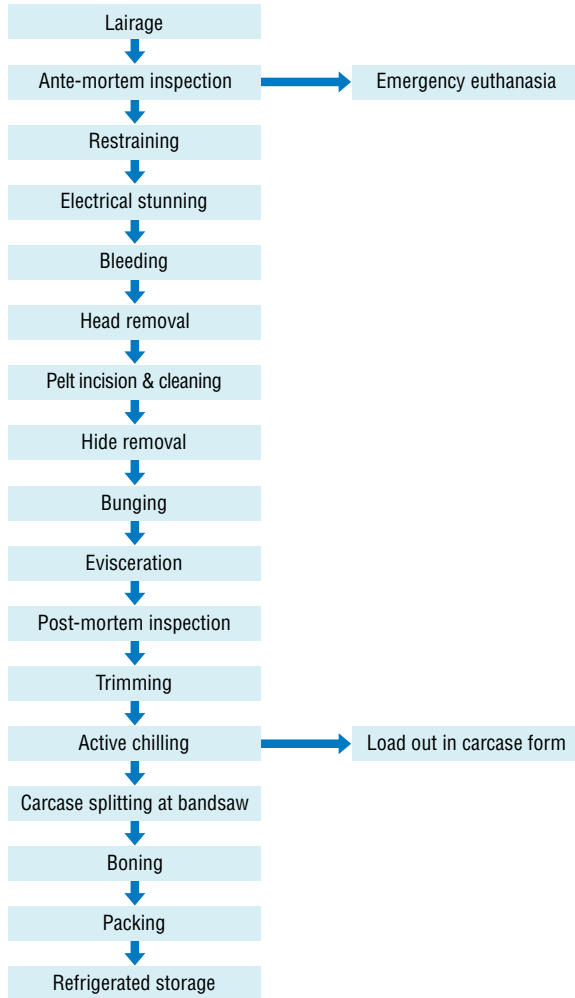 Lairage
Ante-mortem inspection
Emergency euthanasia
Restraining
Electrical stunning
Bleeding
Head removal
Pelt incision & cleaning
Hide removal
Bunging
Evisceration
Post-mortem inspection
Trimming
Active chilling
Load out in carcase form
Carcase splitting at bandsaw
Boning
Packing
Refrigerated storage